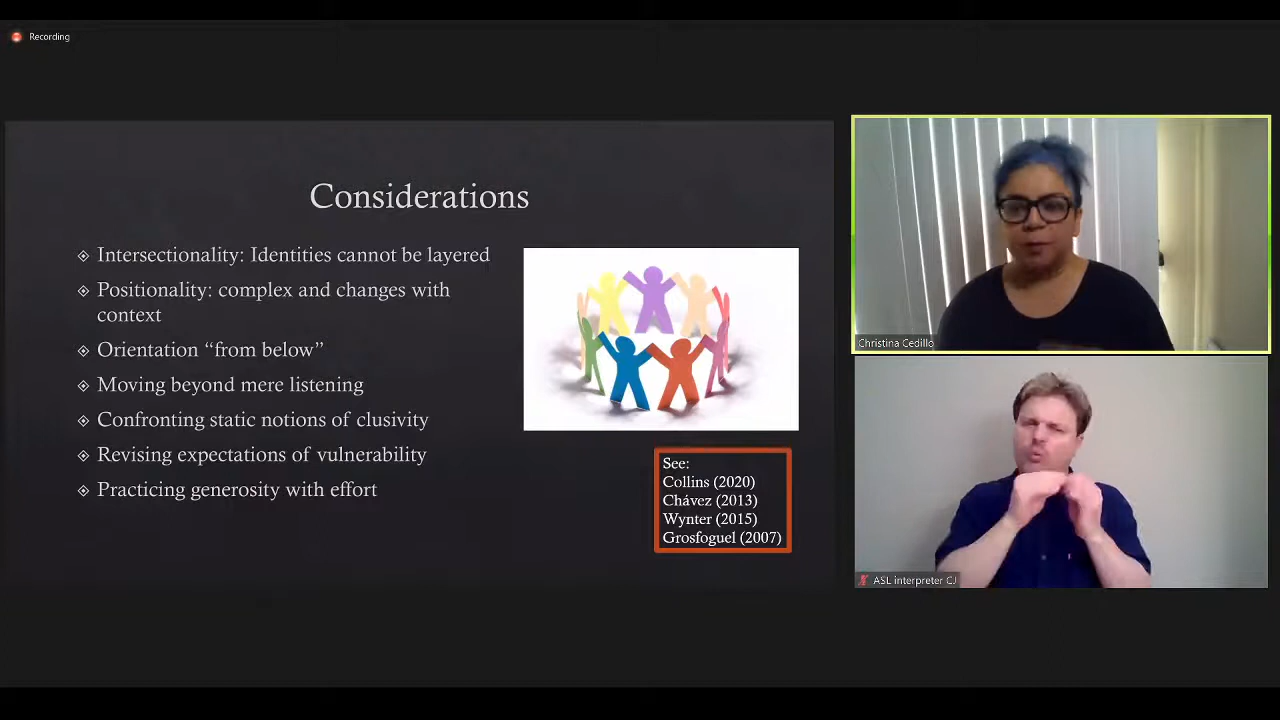 Recording
Considerations
Intersectionality: Identities cannot be layered
Positionality: complex and changes with
context
Orientation “from below”
Moving beyond mere listening
Confronting static notions of clusivity
Revising expectations of vulnerability
Practicing generosity with effort
See:
Collins (2020)
Chávez (2013)
Wynter (2015)
Grosfoguel (2007)
Christina Cedillo
ASL interpreter CJ